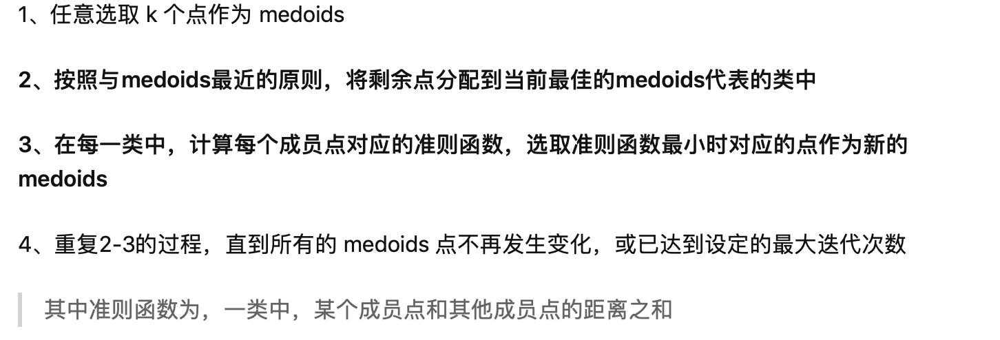 1、任意选取 k 个点作为 medoids
2、按照与medoids最近的原则，将剩余点分配到当前最佳的medoids代表的类中
3、在每一类中，计算每个成员点对应的准则函数，选取准则函数最小时对应的点作为新的
medoids
4、重复2-3的过程，直到所有的 medoids 点不再发生变化，或已达到设定的最大迭代次数
其中准则函数为，一类中，某个成员点和其他成员点的距离之和